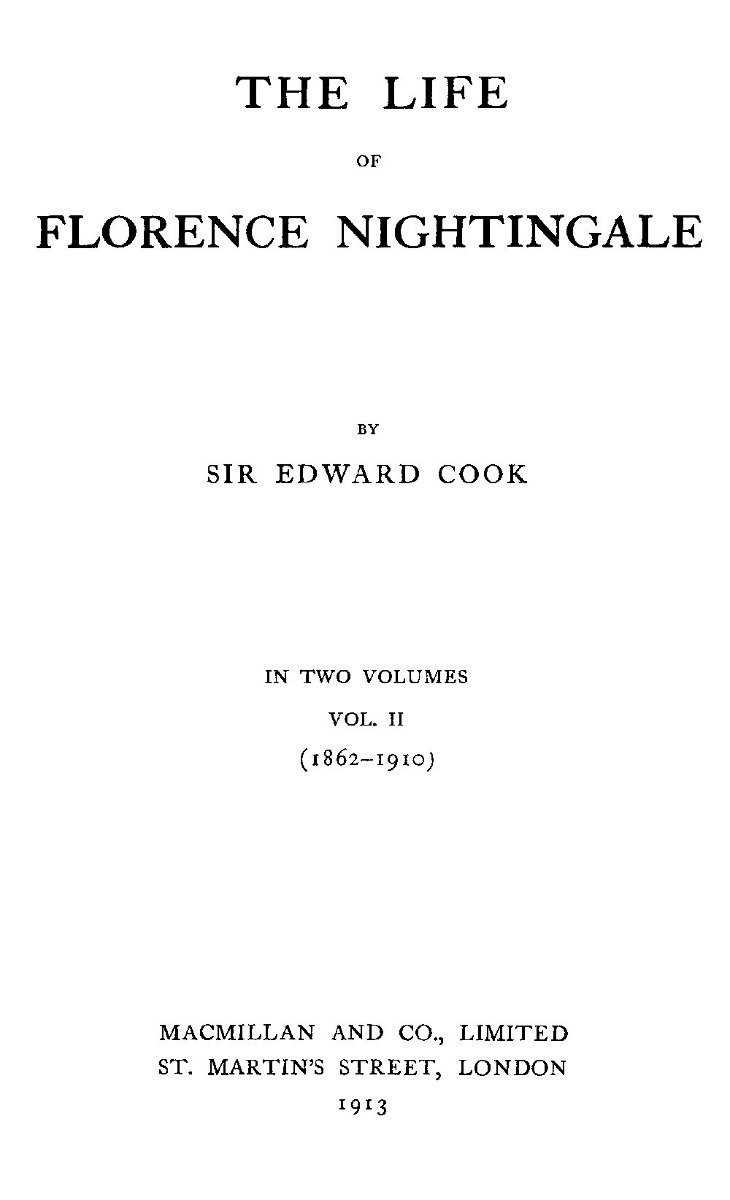 THE LIFE
OF
FLORENCE NIGHTINGALE
BY
SIR EDWARD COOK
IN TWO VOLUMES
VOL. II
(1862–1910)
MACMILLAN AND CO., LIMITED
ST. MARTIN'S STREET, LONDON
1913